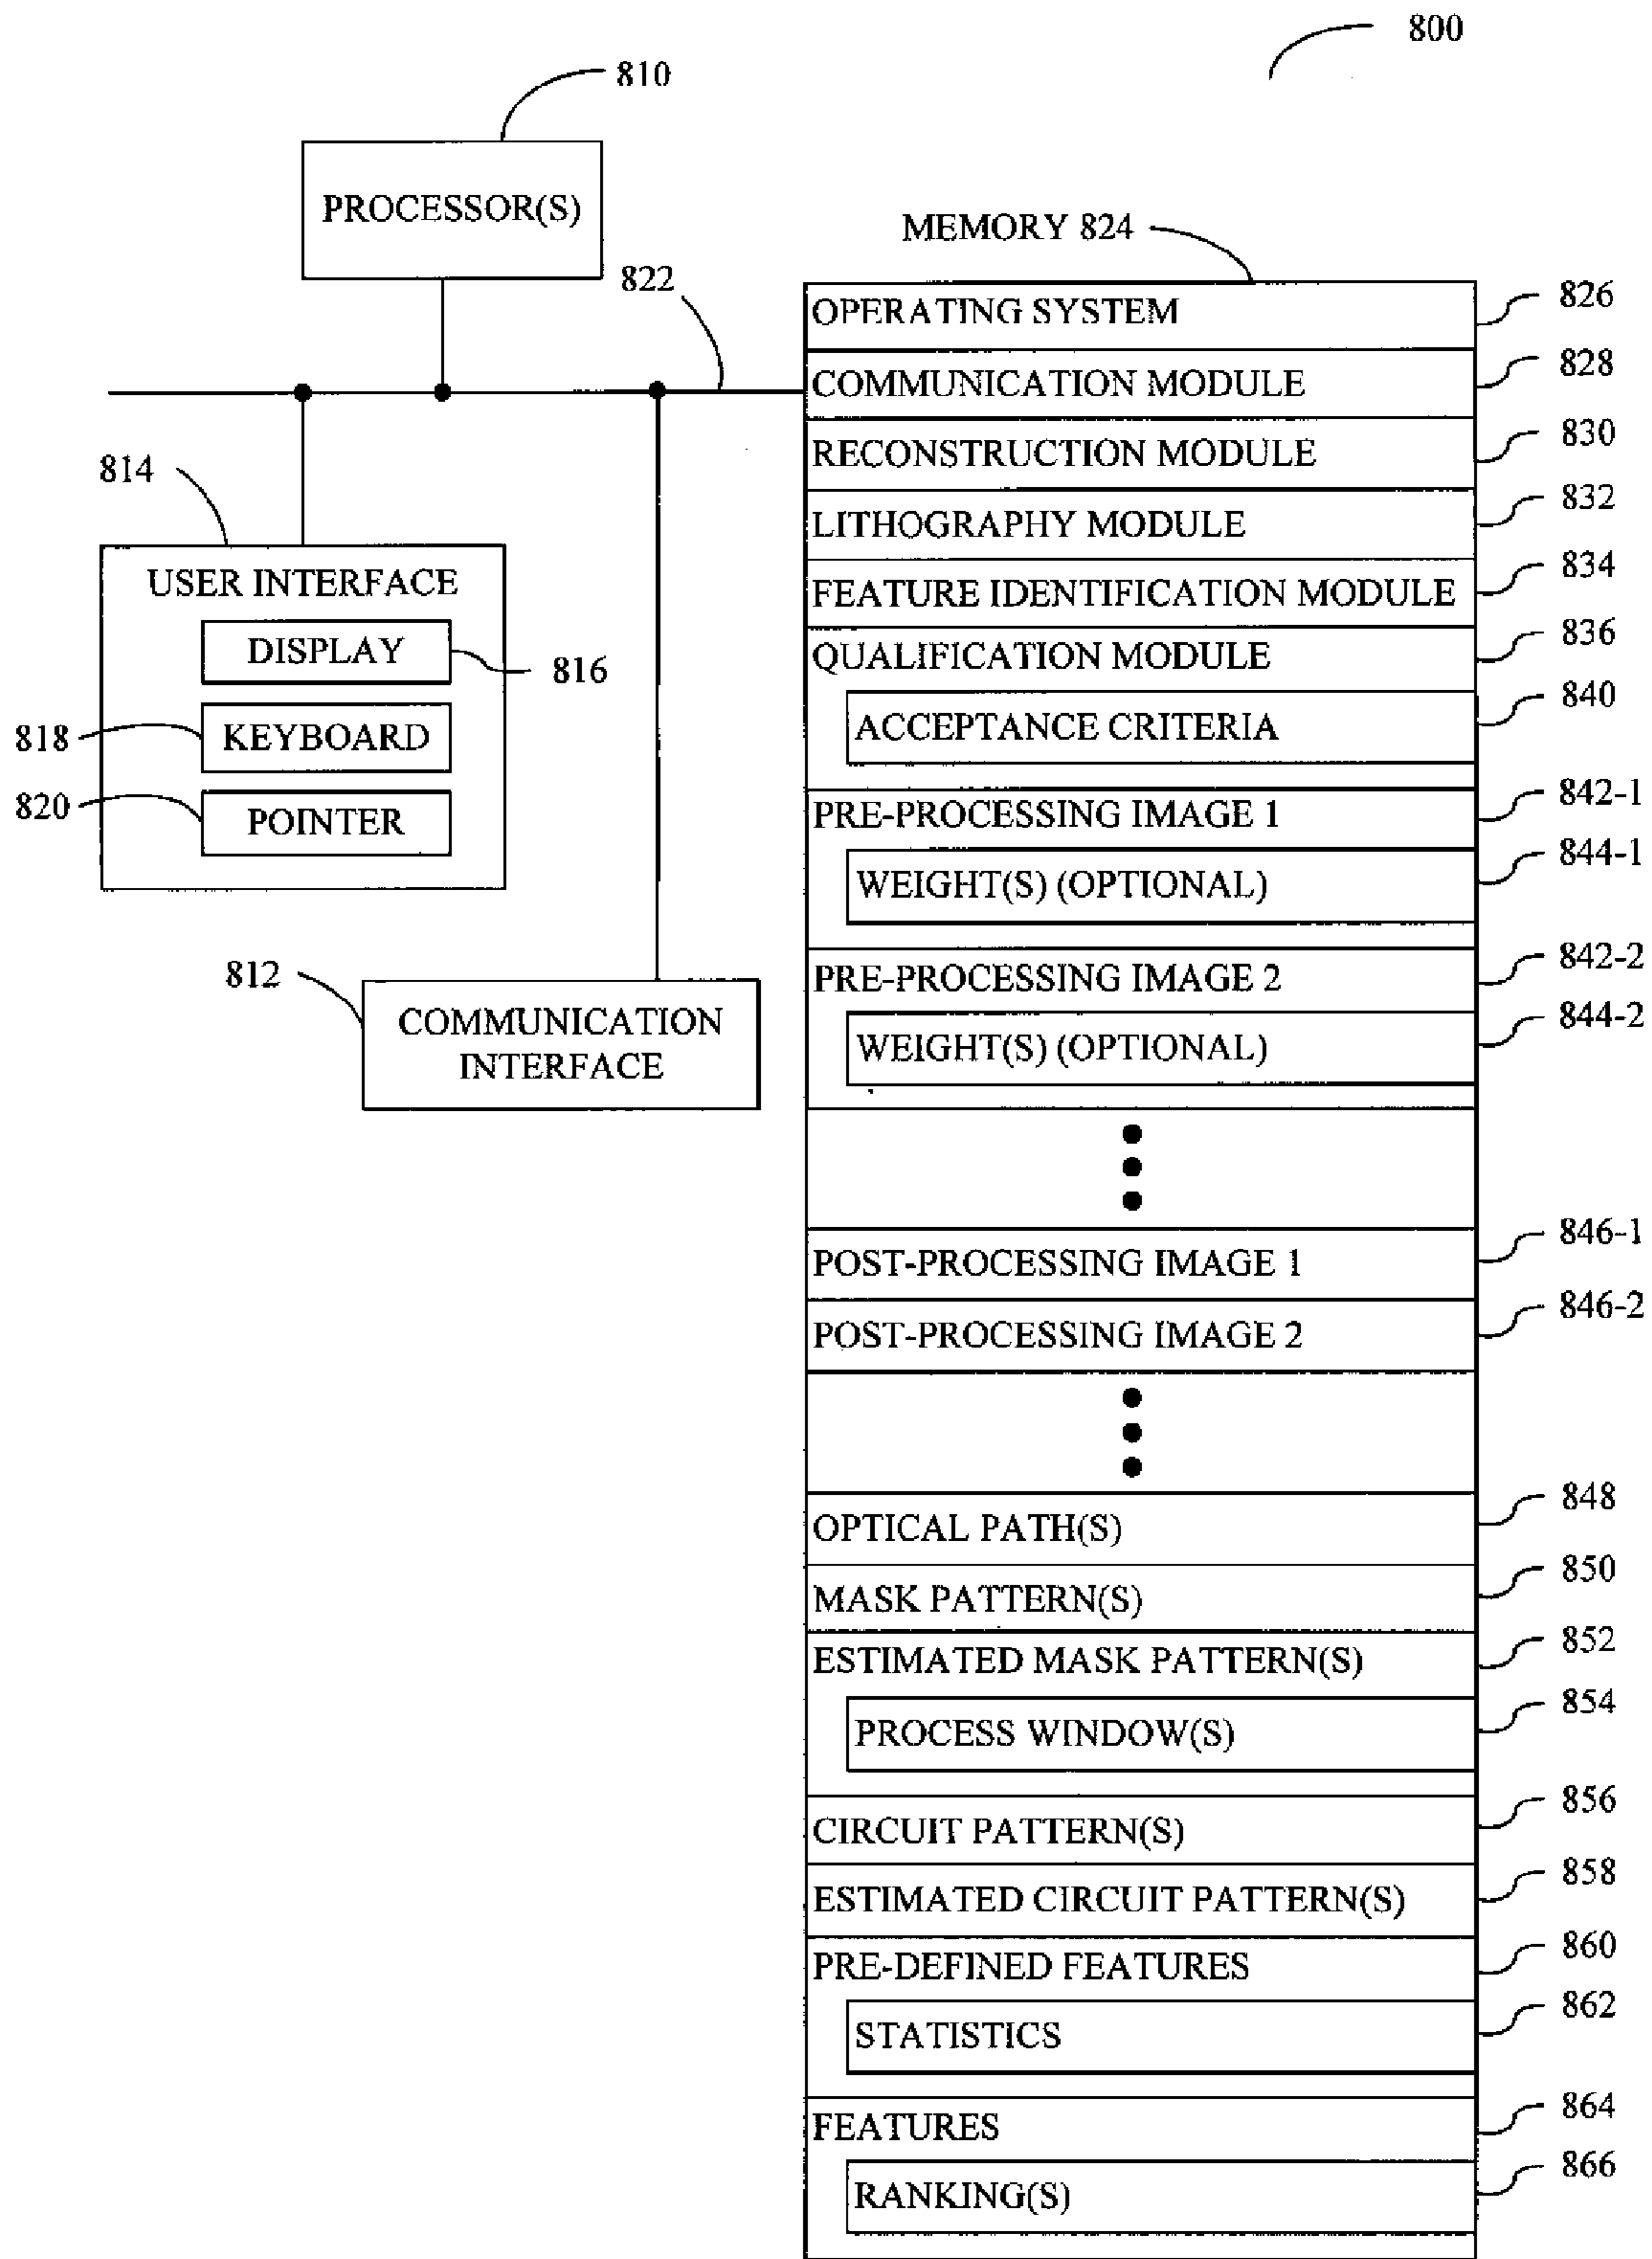 800
810
PROCESSOR(S)
822
814
USER INTERFACE
DISPLAY
816
818
KEYBOARD
820
POINTER
812
COMMUNICATION
INTERFACE
MEMORY 824
OPERATING SYSTEM
826
COMMUNICATION MODULE
828
RECONSTRUCTION MODULE
830
LITHOGRAPHY MODULE
832
FEATURE IDENTIFICATION MODULE
834
QUALIFICATION MODULE
836
ACCEPTANCE CRITERIA
840
PRE-PROCESSING IMAGE 1
842-1
WEIGHT(S) (OPTIONAL)
844-1
PRE-PROCESSING IMAGE 2
842-2
WEIGHT(S) (OPTIONAL)
844-2
POST-PROCESSING IMAGE 1
846-1
POST-PROCESSING IMAGE 2
846-2
OPTICAL PATH(S)
848
MASK PATTERN(S)
850
ESTIMATED MASK PATTERN(S)
852
PROCESS WINDOW(S)
854
CIRCUIT PATTERN(S)
856
ESTIMATED CIRCUIT PATTERN(S)
858
PRE-DEFINED FEATURES
860
STATISTICS
862
FEATURES
864
RANKING(S)
866